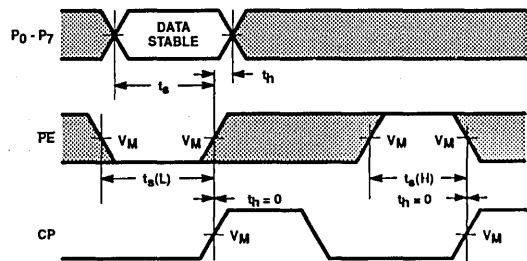 P0 - P7
DATA
STABLE
ts
th
PE
VM
VM
VM
VM
ts(L)
th = 0
ts(H)
th = 0
CP
VM
VM